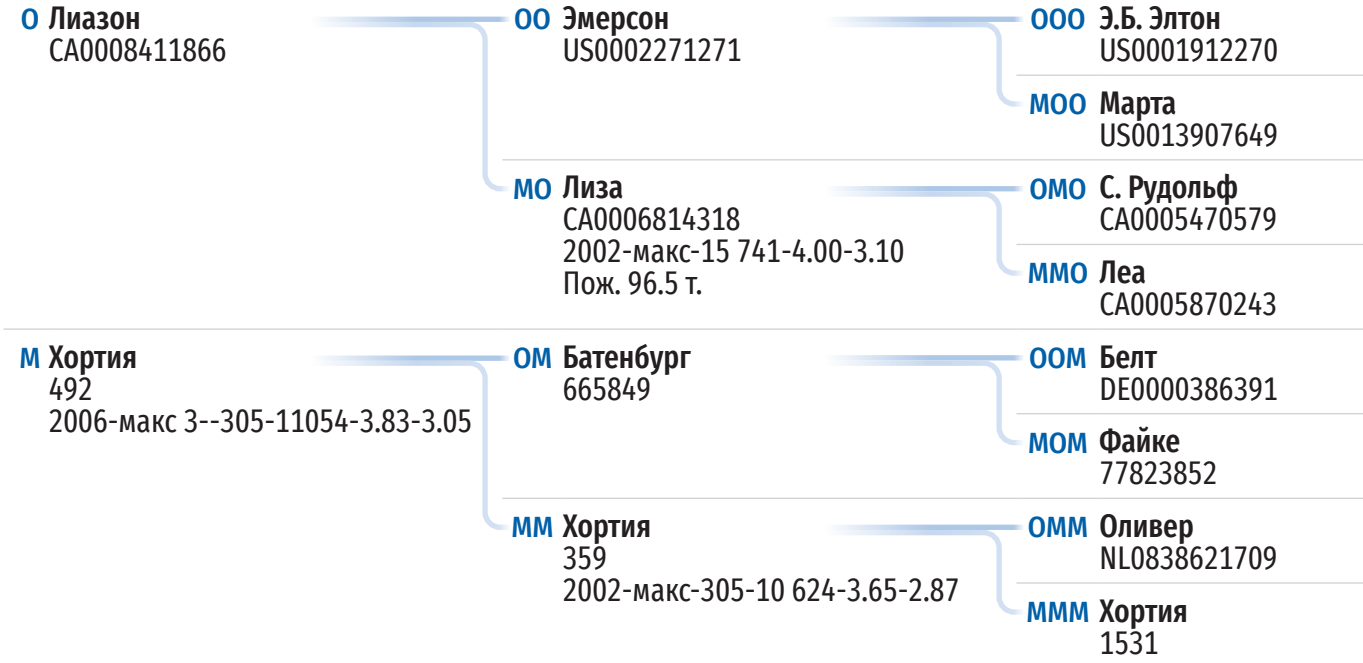 О Лиазон
CA0008411866
ОО Эмерсон
US0002271271
ООО Э.Б. Элтон
US0001912270
МОО Марта
US0013907649
МО Лиза
CA0006814318
2002-макс-15 741-4.00-3.10
Пож. 96.5 т.
ОМО С. Рудольф
CA0005470579
ММО Леа
CA0005870243
М Хортия
492
2006-макс 3--305-11054-3.83-3.05
ОМ Батенбург
665849
ООМ Белт
DE0000386391
МОМ Файке
77823852
ММ Хортия
359
2002-макс-305-10 624-3.65-2.87
ОММ Оливер
NL0838621709
МММ Хортия
1531